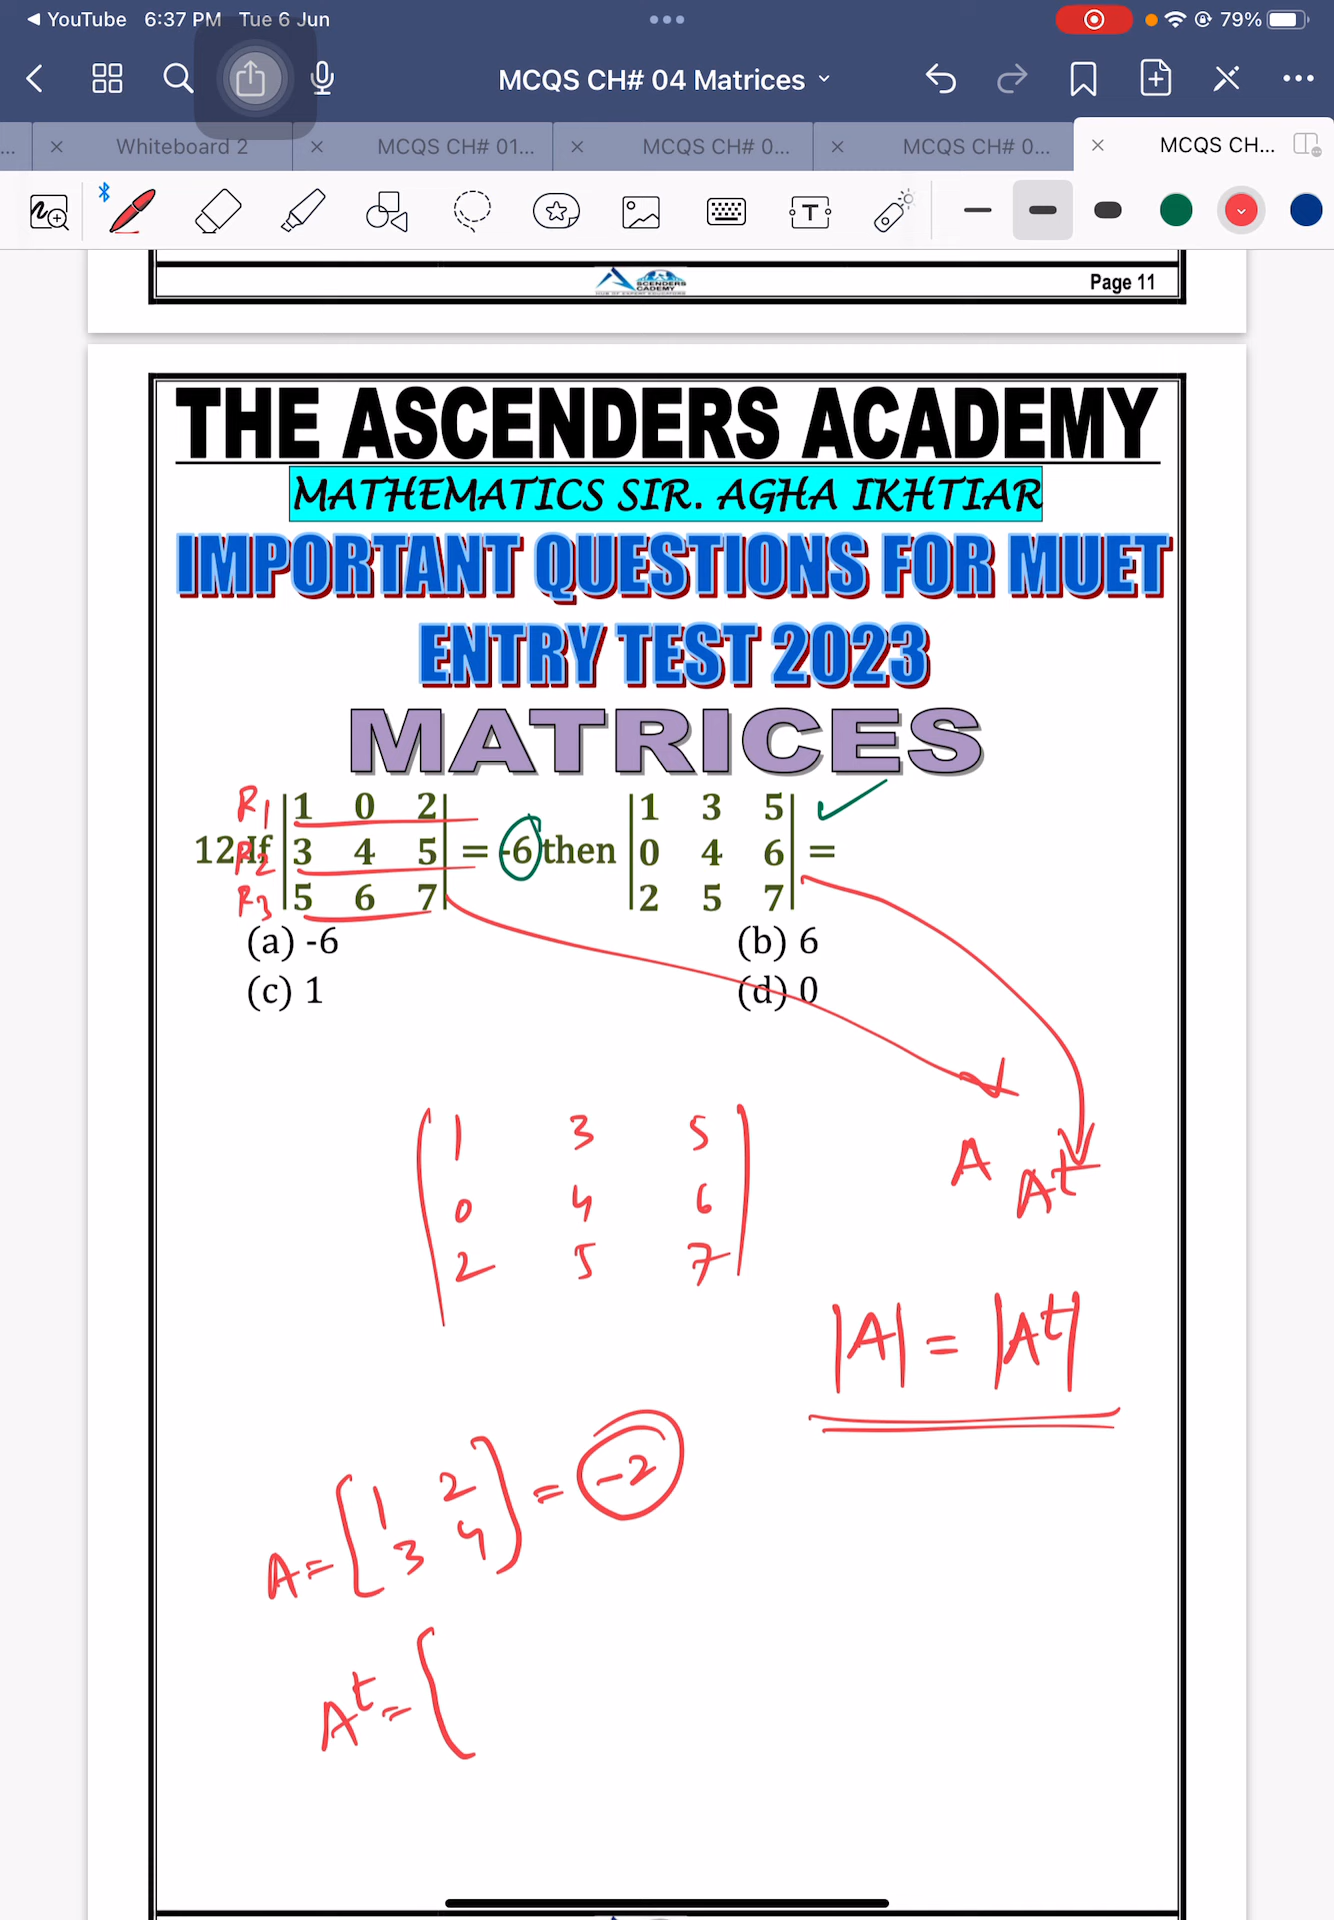 YouTube 6:37 PM Tue 6 Jun 79%
MCQS CH# 04 Matrices
... Whiteboard 2 MCQS CH# 01... MCQS CH# 0... MCQS CH# 0... MCQS CH...
T
ASCENDERS
ACADEMY
Page 11
THE ASCENDERS ACADEMY
MATHEMATICS SIR. AGHA IKHTIAR
IMPORTANT QUESTIONS FOR MUET
ENTRY TEST 2023
MATRICES
R1 |1 0 2| |1 3 5|
12. If R2 |3 4 5| = -6 then |0 4 6| =
R3 |5 6 7| |2 5 7|
(a) -6 (b) 6
(c) 1 (d) 0
1 3 5
0 4 6
2 5 7
A A^t
|A| = |A^t|
A = [1 2
3 4] = -2
A^t = [